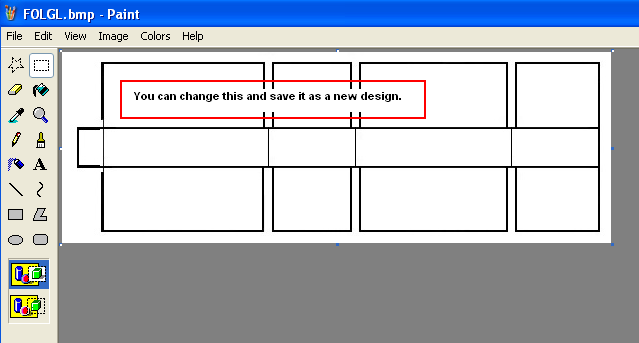 FOLGL.bmp - Paint
File Edit View Image Colors Help
You can change this and save it as a new design.
A